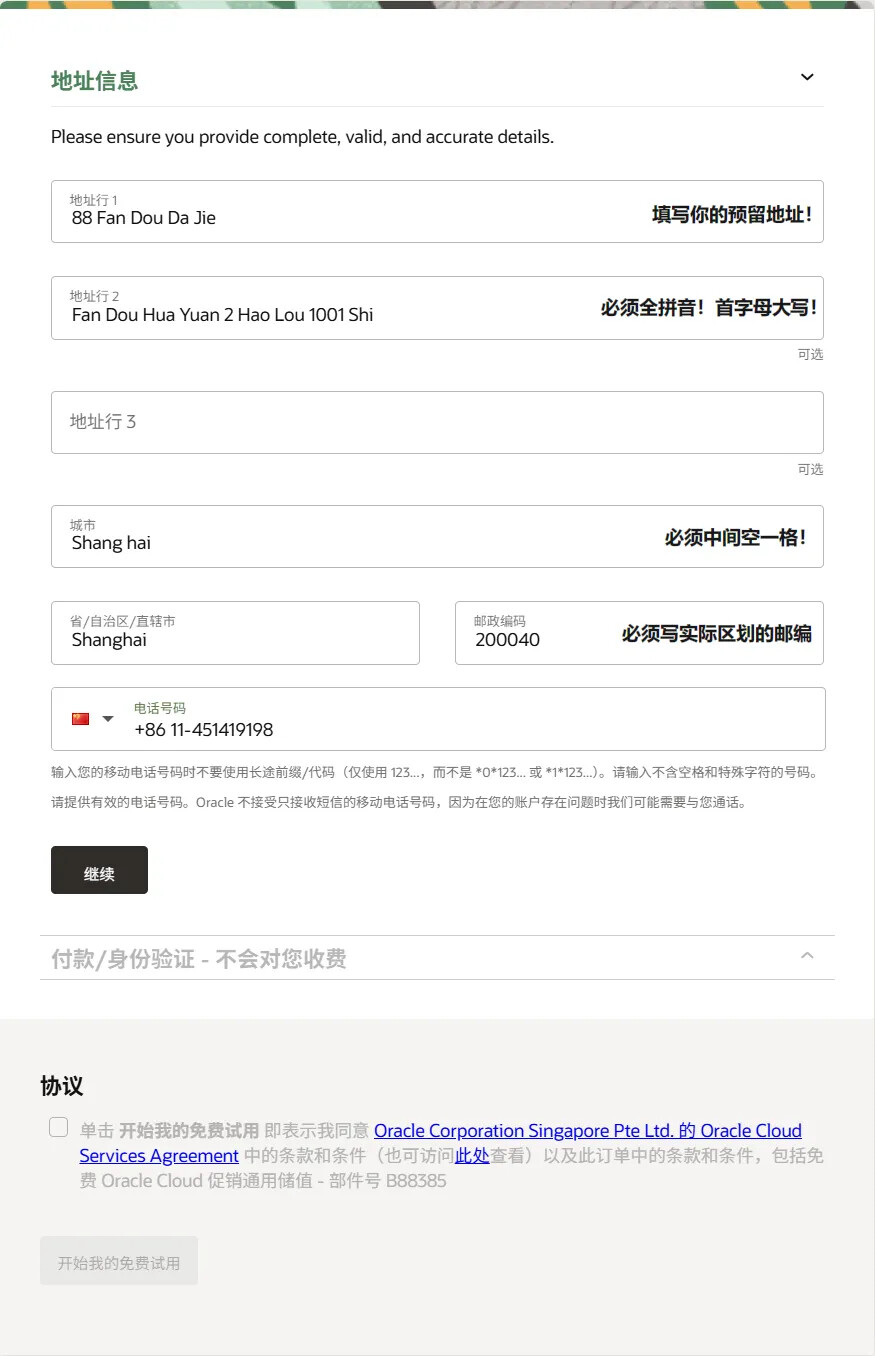 地址信息
Please ensure you provide complete, valid, and accurate details.
地址行 1
88 Fan Dou Da Jie
填写你的预留地址！
地址行 2
Fan Dou Hua Yuan 2 Hao Lou 1001 Shi
必须全拼音！首字母大写！
可选
地址行 3
可选
城市
Shang hai
必须中间空一格！
省/自治区/直辖市
Shanghai
邮政编码
200040
必须写实际区划的邮编
电话号码
+86 11-451419198
输入您的移动电话号码时不要使用长途前缀/代码（仅使用 123...，而不是 *0*123... 或 *1*123...）。请输入不含空格和特殊字符的号码。
请提供有效的电话号码。Oracle 不接受只接收短信的移动电话号码，因为在您的账户存在问题时我们可能需要与您通话。
继续
付款/身份验证 - 不会对您收费
协议
单击 开始我的免费试用 即表示我同意 Oracle Corporation Singapore Pte Ltd. 的 Oracle Cloud
Services Agreement 中的条款和条件（也可访问此处查看）以及此订单中的条款和条件，包括免
费 Oracle Cloud 促销通用储值 - 部件号 B88385
开始我的免费试用